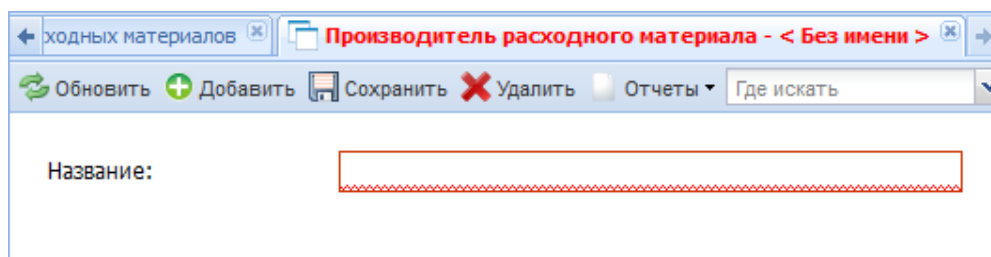 ходных материалов Производитель расходного материала - < Без имени >
Обновить Добавить Сохранить Удалить Отчеты Где искать
Название: